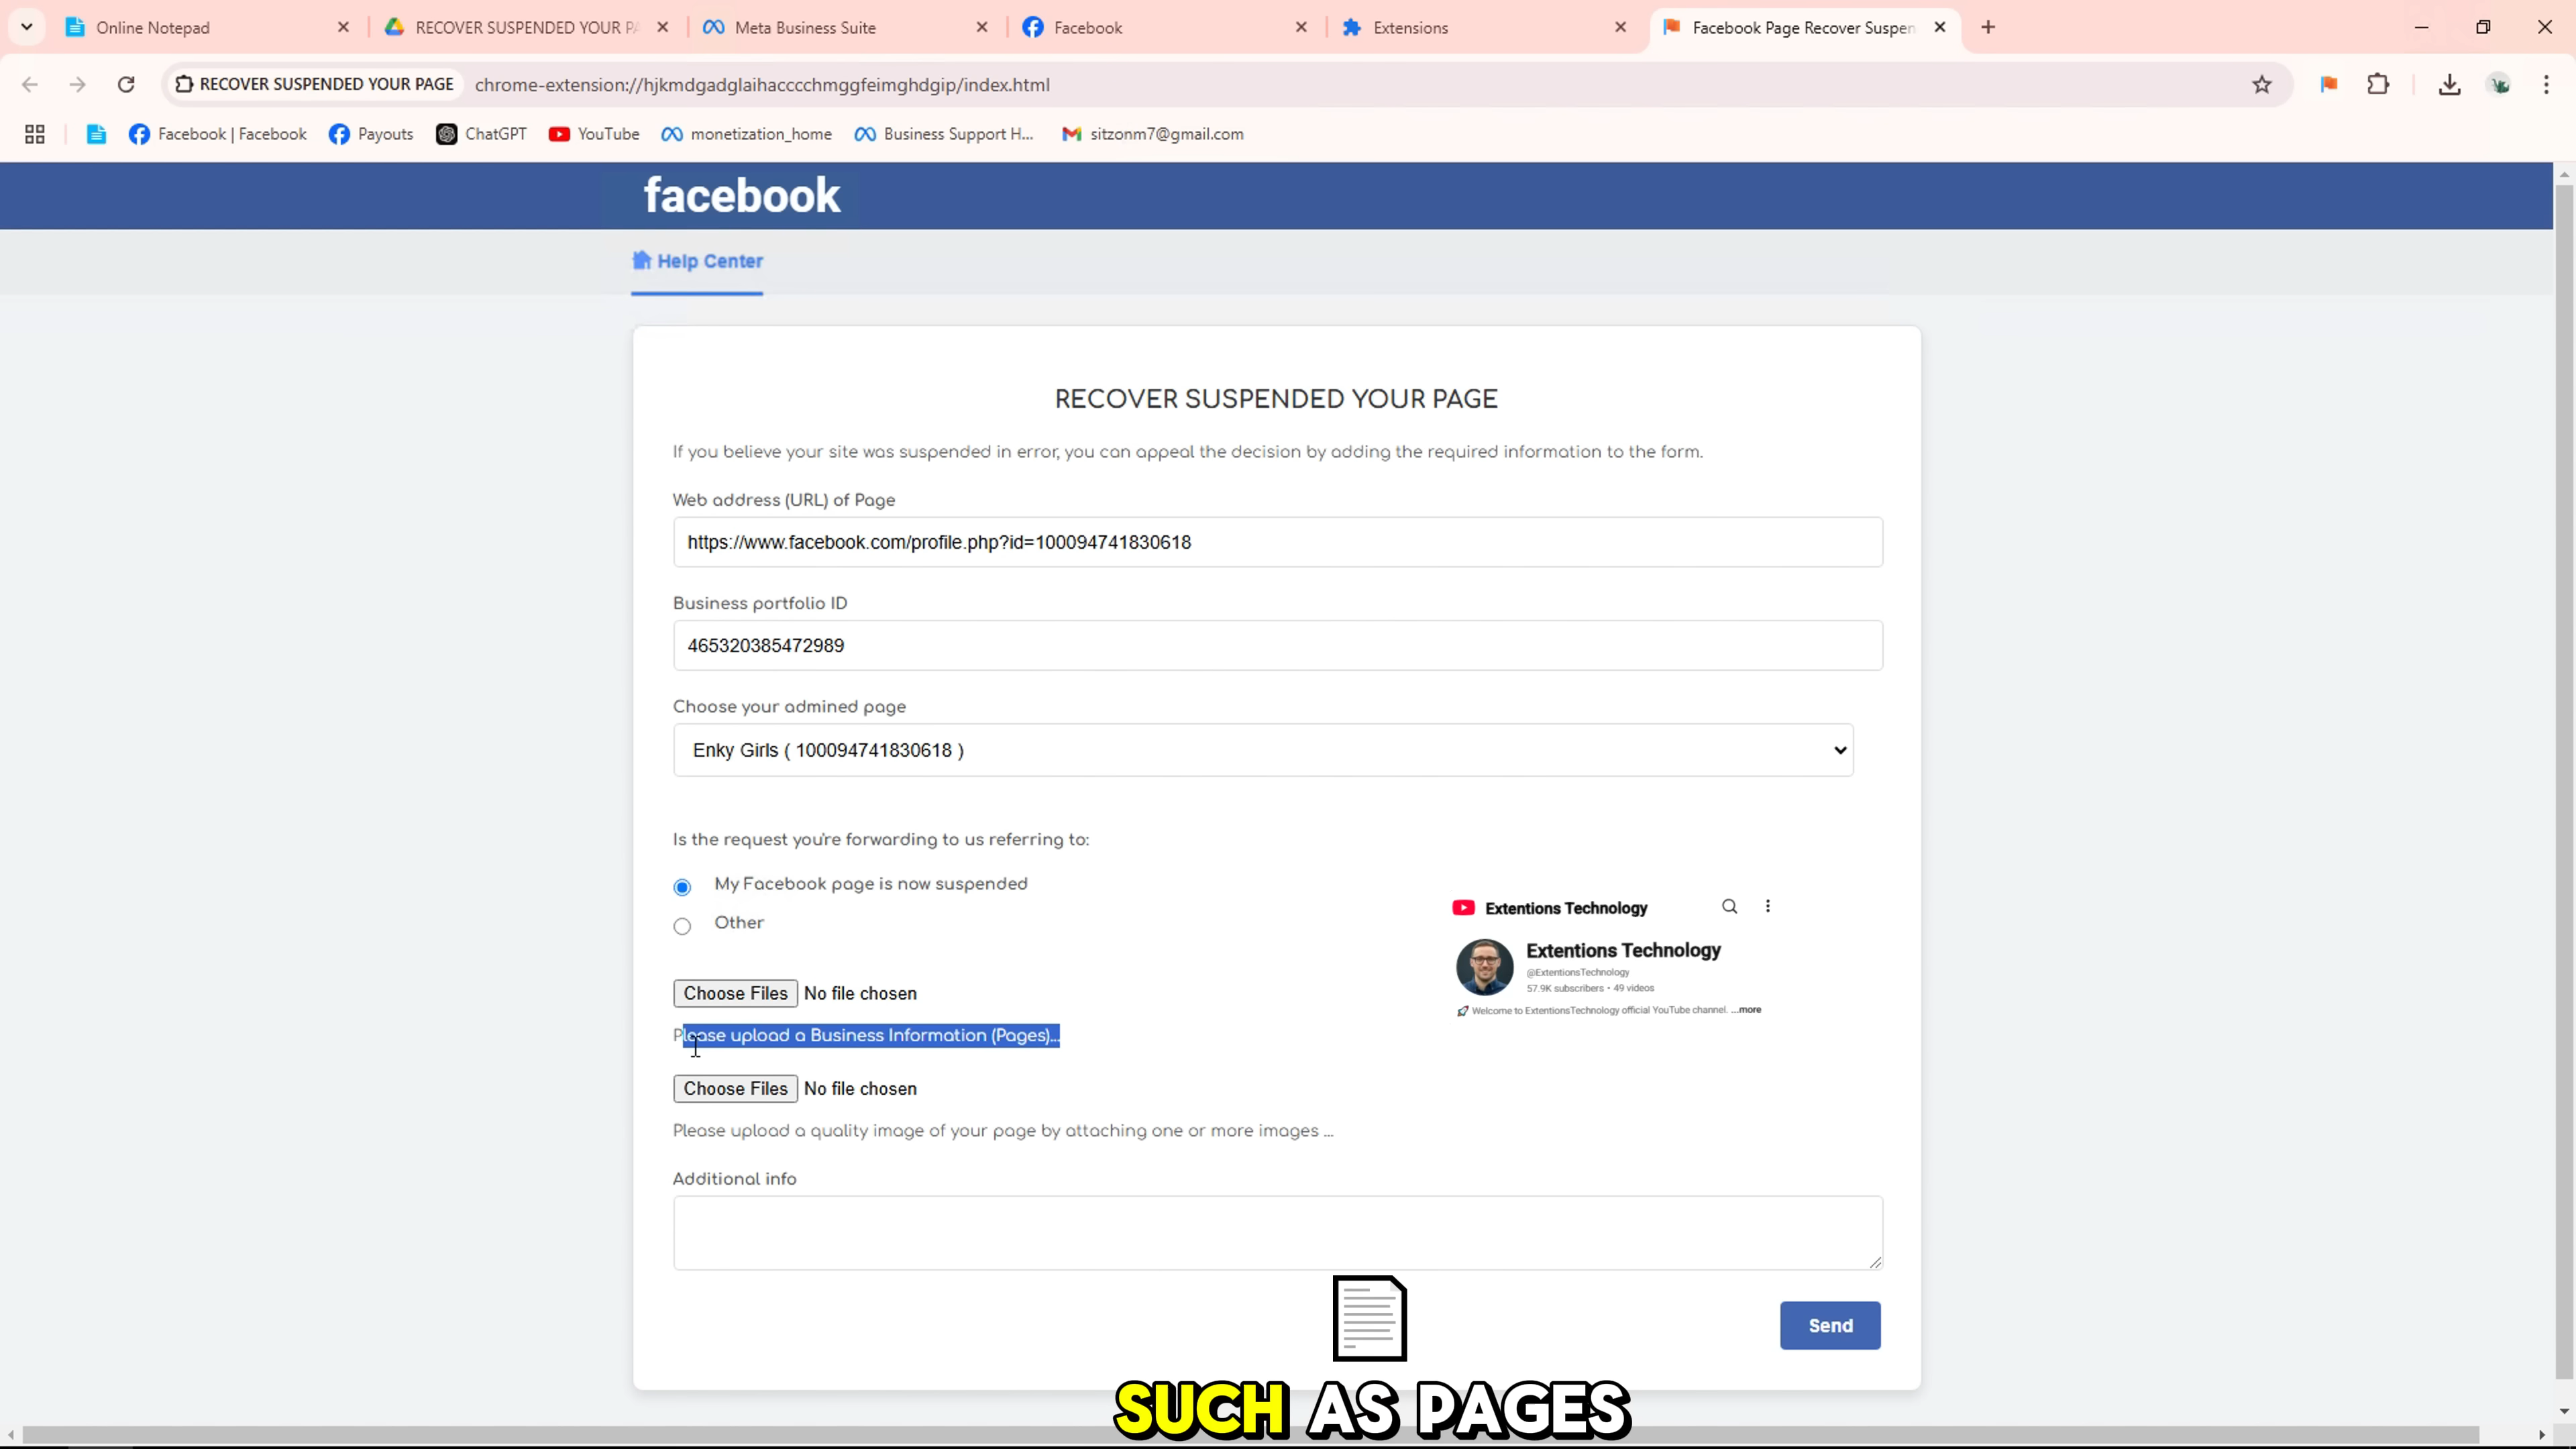 Online Notepad
RECOVER SUSPENDED YOUR PA
Meta Business Suite
Facebook
Extensions
Facebook Page Recover Suspen
RECOVER SUSPENDED YOUR PAGE
chrome-extension://hjkmdgadglaihacccchmggfeimghdgip/index.html
Facebook | Facebook
Payouts
ChatGPT
YouTube
monetization_home
Business Support H...
sitzonm7@gmail.com
facebook
Help Center
RECOVER SUSPENDED YOUR PAGE
If you believe your site was suspended in error, you can appeal the decision by adding the required information to the form.
Web address (URL) of Page
https://www.facebook.com/profile.php?id=100094741830618
Business portfolio ID
465320385472989
Choose your admined page
Enky Girls ( 100094741830618 )
Is the request you're forwarding to us referring to:
My Facebook page is now suspended
Other
Extentions Technology
Extentions Technology
@ExtentionsTechnology
57.9K subscribers • 49 videos
🚀 Welcome to ExtentionsTechnology official YouTube channel. ...more
Choose Files No file chosen
Please upload a Business Information (Pages)...
Choose Files No file chosen
Please upload a quality image of your page by attaching one or more images ...
Additional info
Send
SUCH AS PAGES